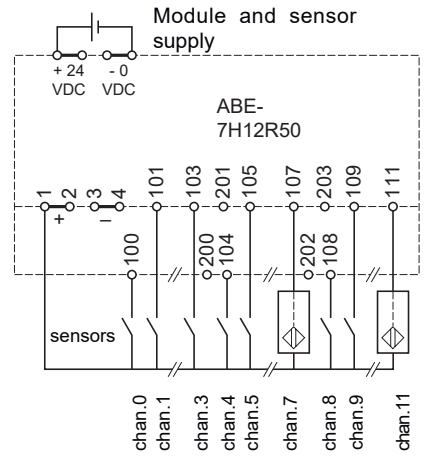 Module and sensor
supply
+ 24
VDC
- 0
VDC
ABE-
7H12R50
1
2
3
4
101
103
201
105
107
203
109
111
+
–
100
200
104
202
108
sensors
chan.0
chan.1
chan.3
chan.4
chan.5
chan.7
chan.8
chan.9
chan.11